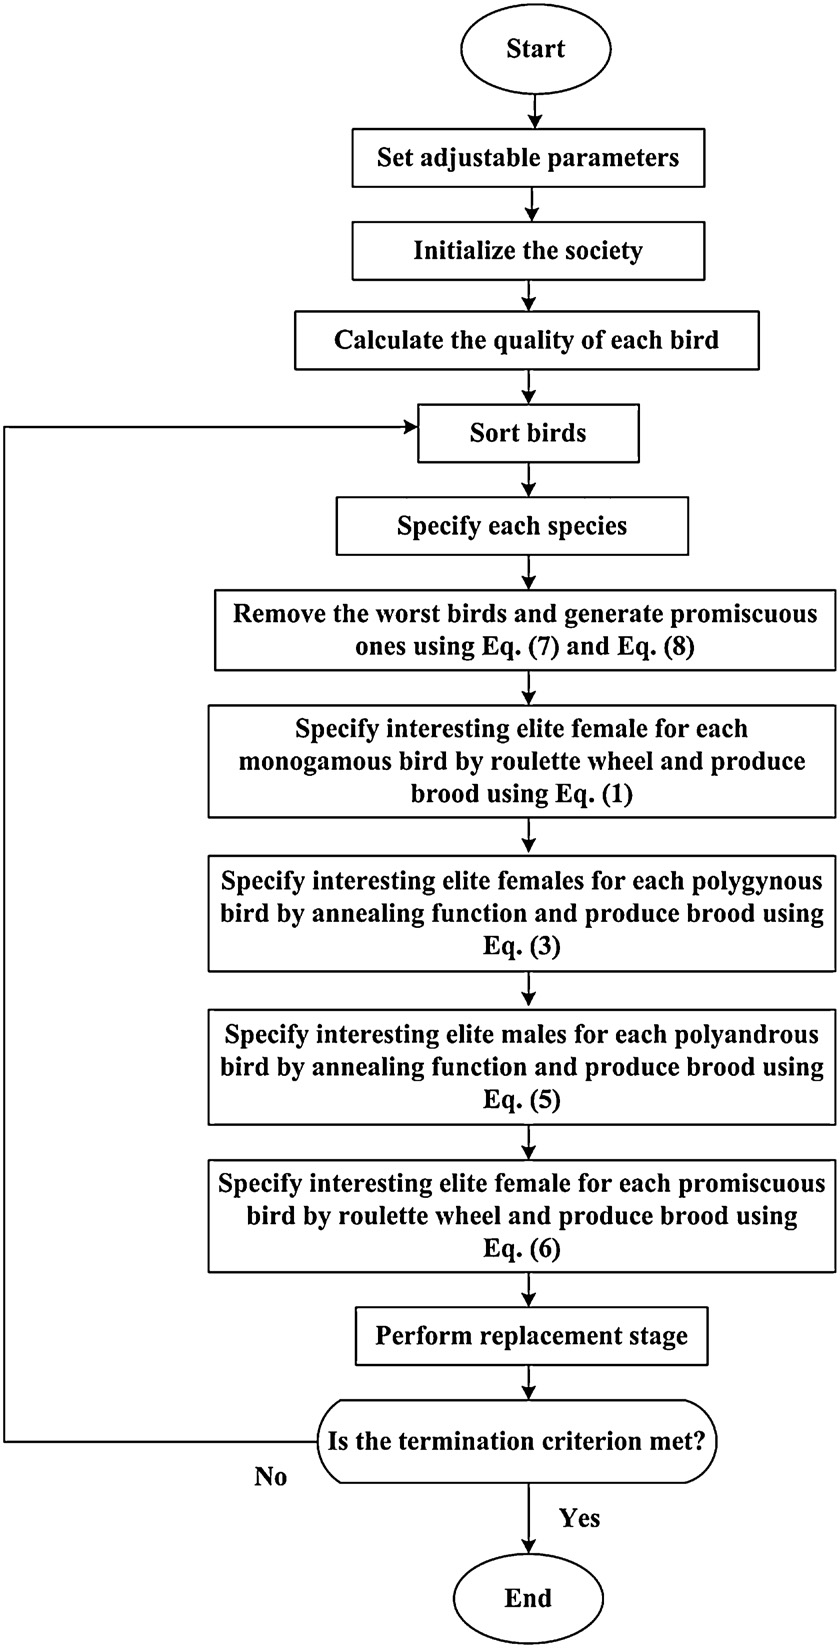 Start
Set adjustable parameters
Initialize the society
Calculate the quality of each bird
Sort birds
Specify each species
Remove the worst birds and generate promiscuous
ones using Eq. (7) and Eq. (8)
Specify interesting elite female for each
monogamous bird by roulette wheel and produce
brood using Eq. (1)
Specify interesting elite females for each polygynous
bird by annealing function and produce brood using
Eq. (3)
Specify interesting elite males for each polyandrous
bird by annealing function and produce brood using
Eq. (5)
Specify interesting elite female for each promiscuous
bird by roulette wheel and produce brood using
Eq. (6)
Perform replacement stage
Is the termination criterion met?
No
Yes
End